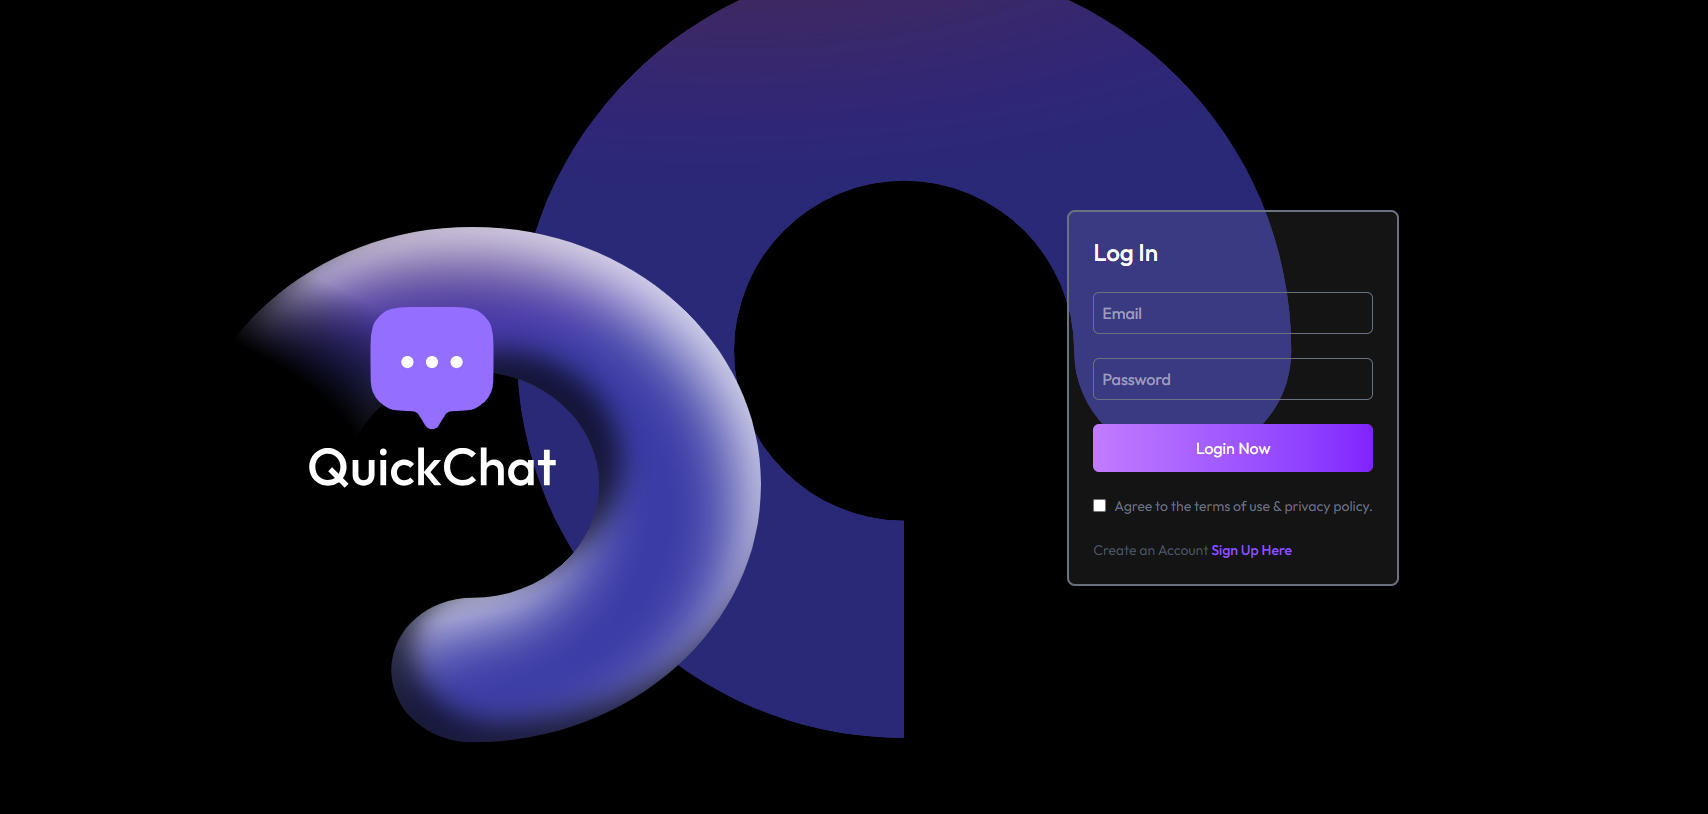 QuickChat
Log In
Email
Password
Login Now
Agree to the terms of use & privacy policy.
Create an Account Sign Up Here